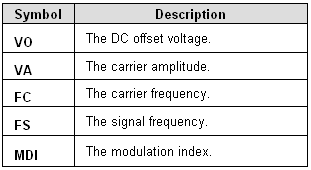 Symbol Description
VO The DC offset voltage.
VA The carrier amplitude.
FC The carrier frequency.
FS The signal frequency.
MDI The modulation index.